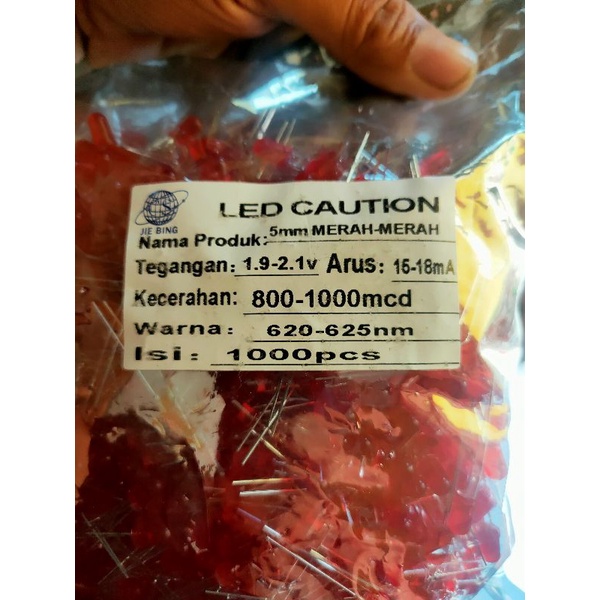 LED CAUTION
JIE BING
Nama Produk: 5mm MERAH-MERAH
Tegangan: 1.9-2.1v Arus: 15-18mA
Kecerahan: 800-1000mcd
Warna: 620-625nm
Isi: 1000pcs